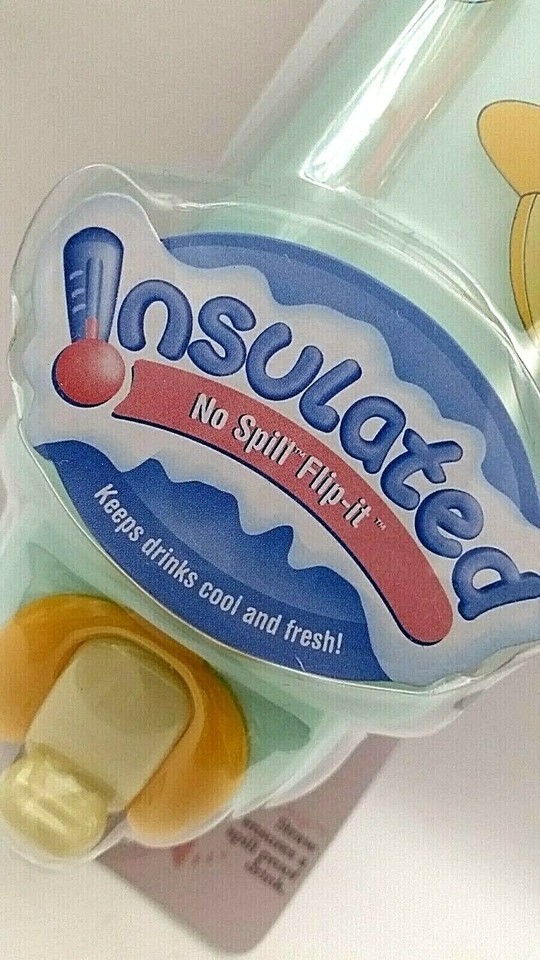 Insulated
No Spill™ Flip-it™
Keeps drinks cool and fresh!